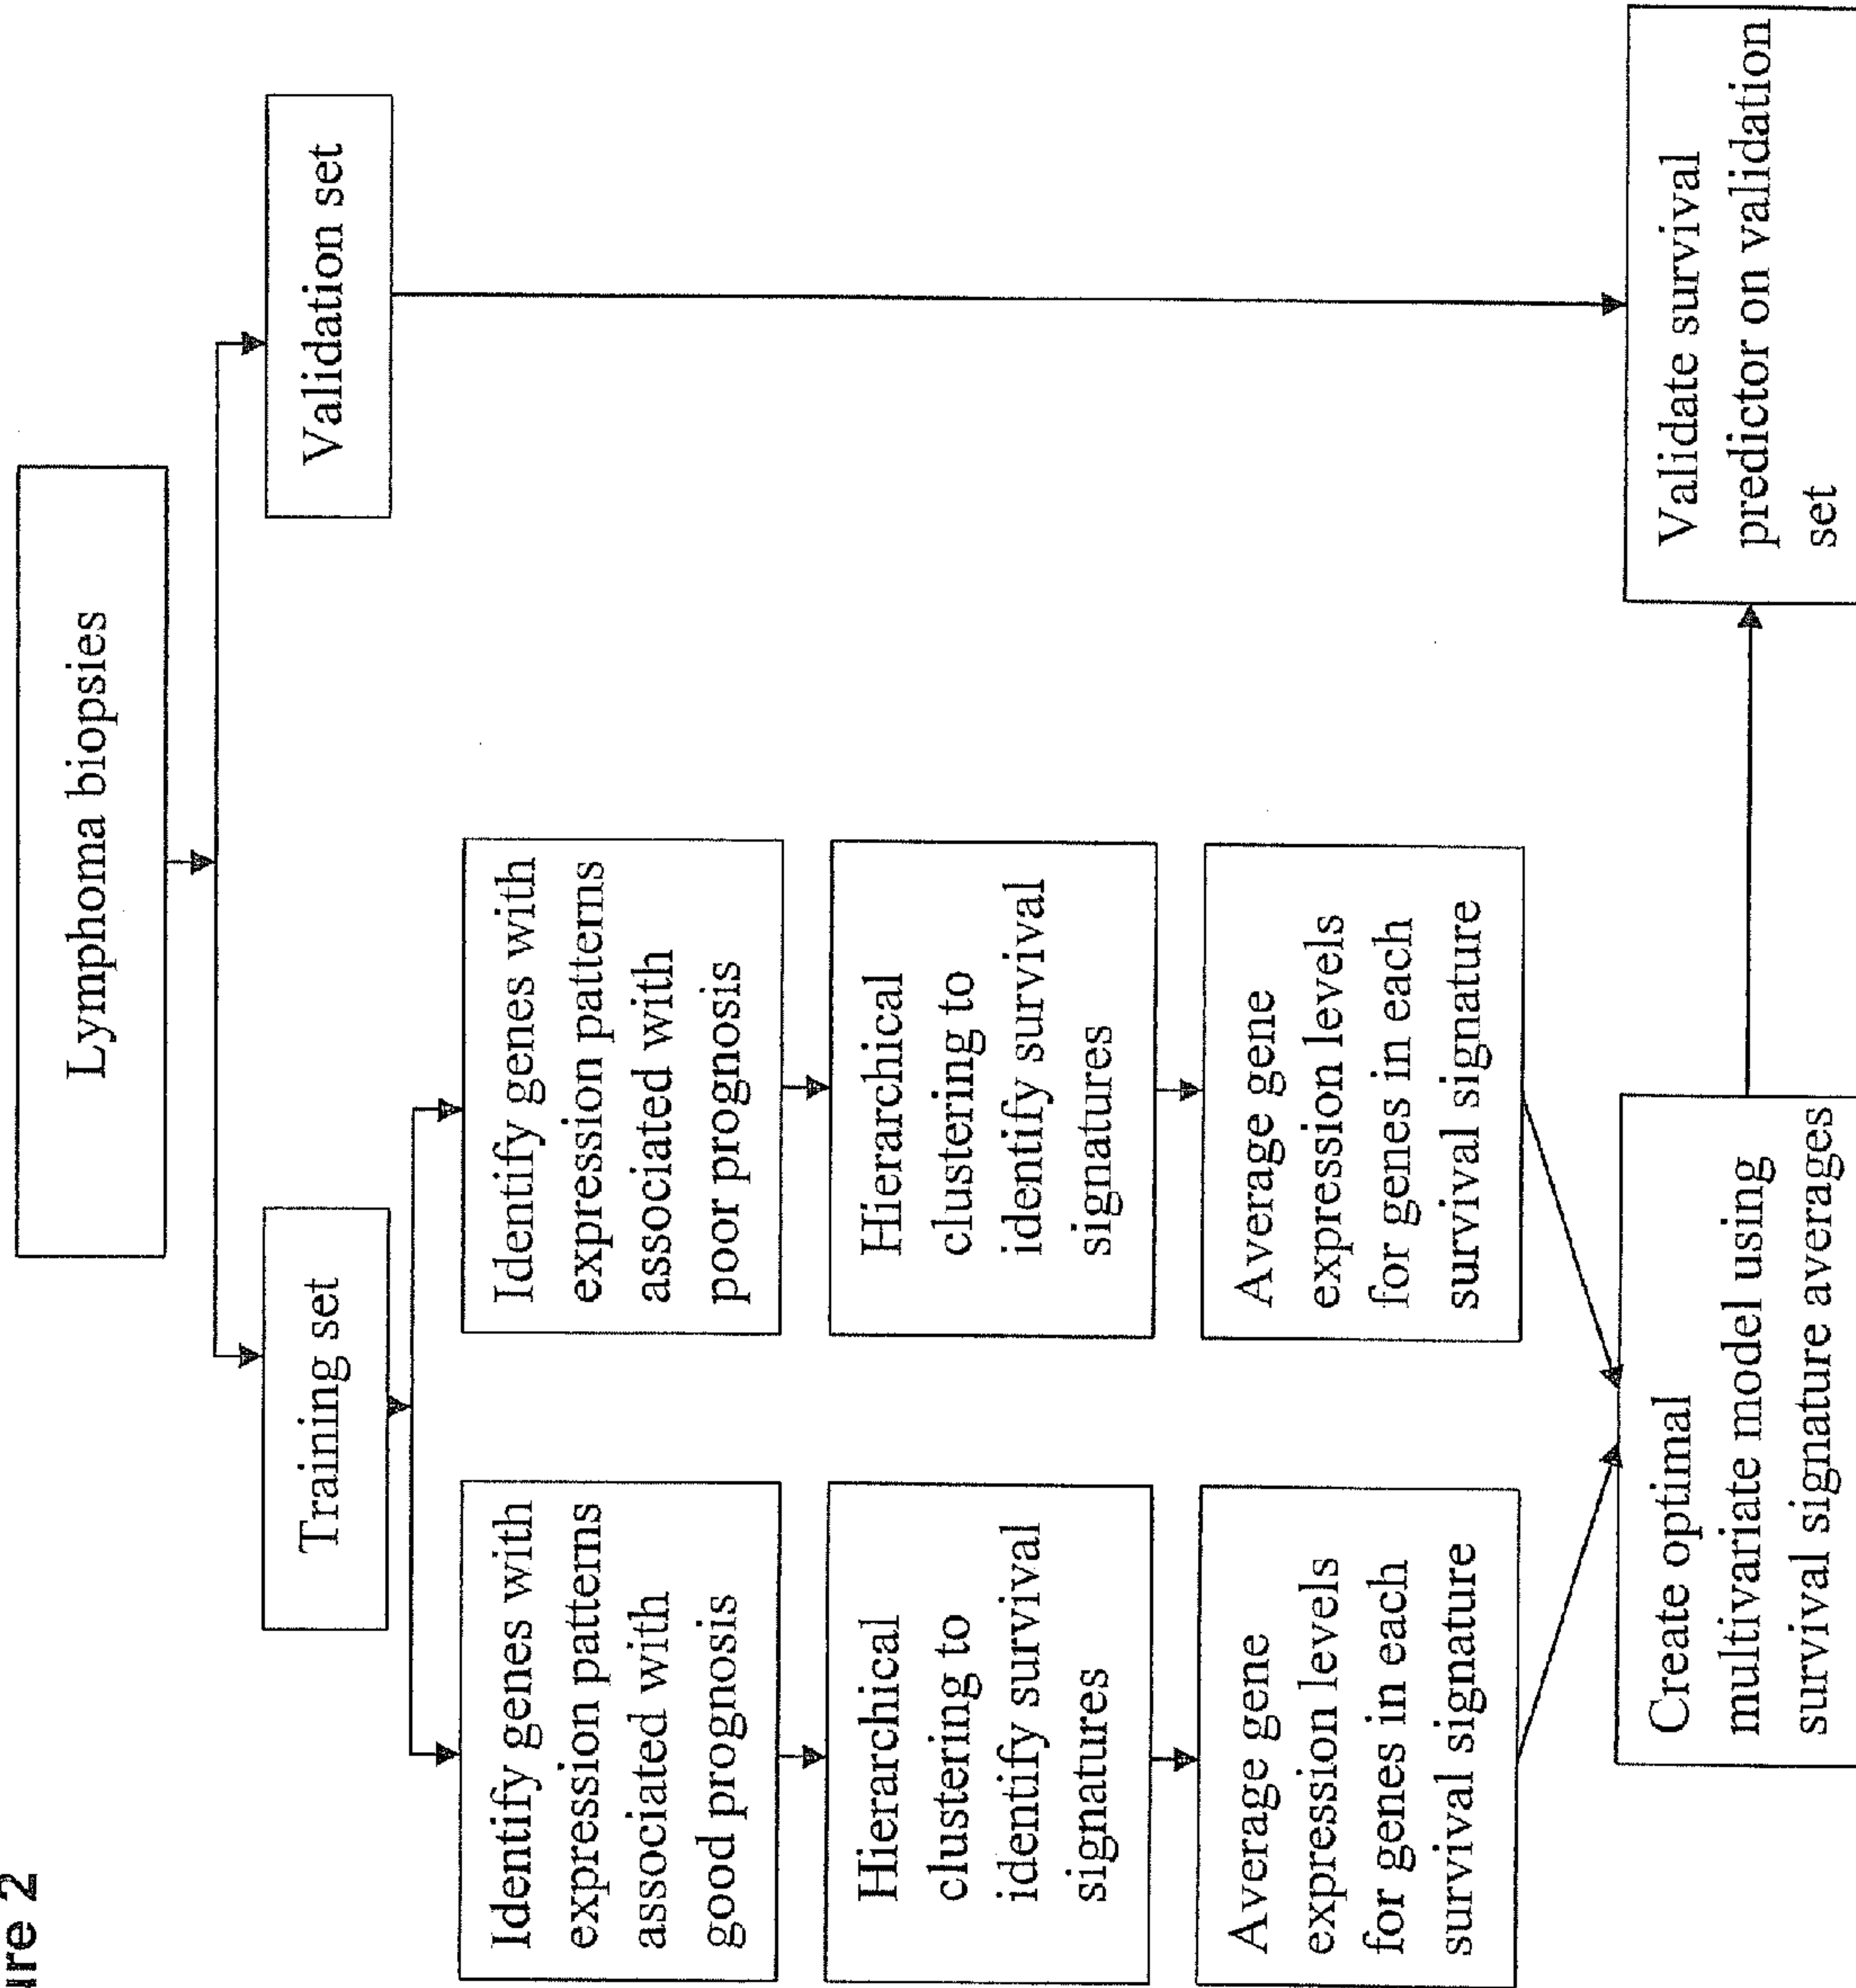 ure 2
Lymphoma biopsies
Training set
Validation set
Identify genes with
expression patterns
associated with
good prognosis
Identify genes with
expression patterns
associated with
poor prognosis
Hierarchical
clustering to
identify survival
signatures
Hierarchical
clustering to
identify survival
signatures
Average gene
expression levels
for genes in each
survival signature
Average gene
expression levels
for genes in each
survival signature
Create optimal
multivariate model using
survival signature averages
Validate survival
predictor on validation
set